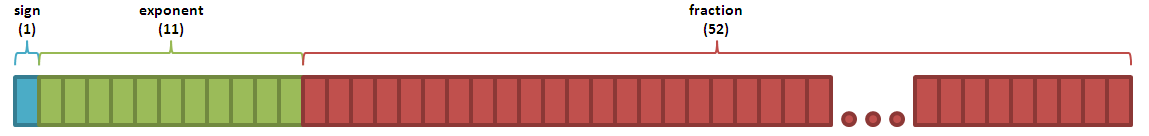 sign
(1)
exponent
(11)
fraction
(52)